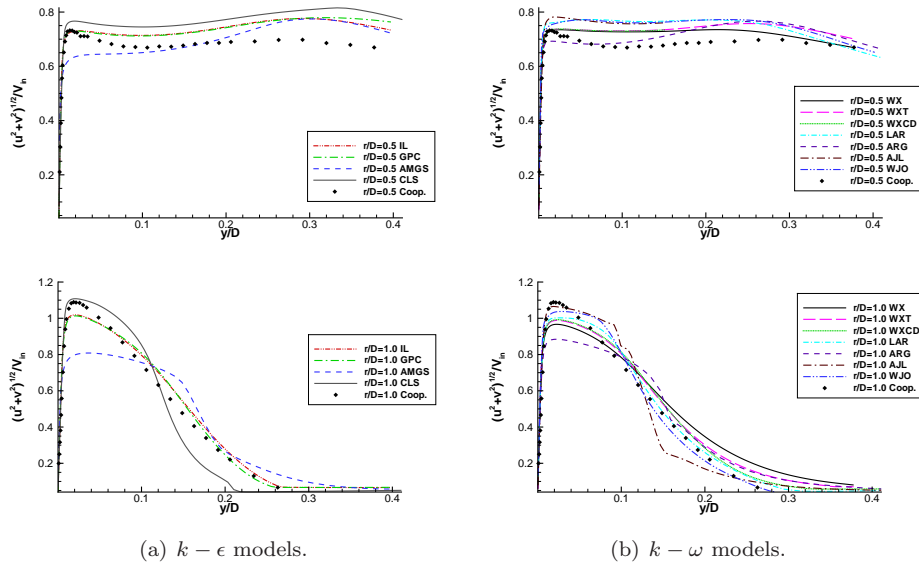 (u²+v²)^1/2/V_in
0.8
0.6
0.4
0.2
0.1
0.2
0.3
0.4
y/D
r/D=0.5 IL
r/D=0.5 GPC
r/D=0.5 AMGS
r/D=0.5 CLS
r/D=0.5 Coop.
(u²+v²)^1/2/V_in
0.8
0.6
0.4
0.2
0.1
0.2
0.3
0.4
y/D
r/D=0.5 WX
r/D=0.5 WXT
r/D=0.5 WXCD
r/D=0.5 LAR
r/D=0.5 ARG
r/D=0.5 AJL
r/D=0.5 WJO
r/D=0.5 Coop.
(u²+v²)^1/2/V_in
1.2
1
0.8
0.6
0.4
0.2
0.1
0.2
0.3
0.4
y/D
r/D=1.0 IL
r/D=1.0 GPC
r/D=1.0 AMGS
r/D=1.0 CLS
r/D=1.0 Coop.
(u²+v²)^1/2/V_in
1.2
1
0.8
0.6
0.4
0.2
0.1
0.2
0.3
0.4
y/D
r/D=1.0 WX
r/D=1.0 WXT
r/D=1.0 WXCD
r/D=1.0 LAR
r/D=1.0 ARG
r/D=1.0 AJL
r/D=1.0 WJO
r/D=1.0 Coop.
(a) k − ϵ models.
(b) k − ω models.